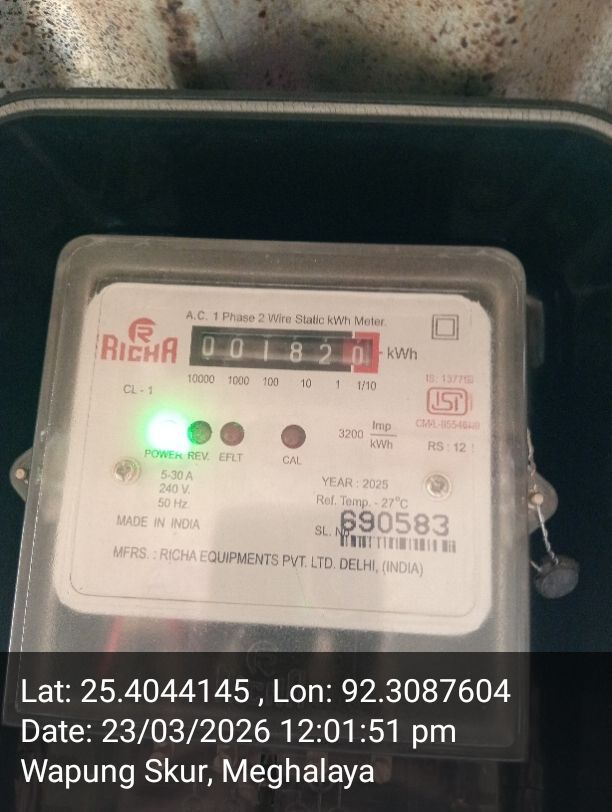 A.C. 1 Phase 2 Wire Static kWh Meter.
RICHA
001820 kWh
10000 1000 100 10 1 1/10
CL - 1
CM/L-
3200 Imp/kWh
RS : 12
POWER REV. EFLT CAL
5-30 A
240 V.
50 Hz
YEAR : 2025
Ref. Temp. - 27°C
MADE IN INDIA
SL. No 690583
MFRS. : RICHA EQUIPMENTS PVT. LTD. DELHI, (INDIA)
Lat: 25.4044145 , Lon: 92.3087604
Date: 23/03/2026 12:01:51 pm
Wapung Skur, Meghalaya